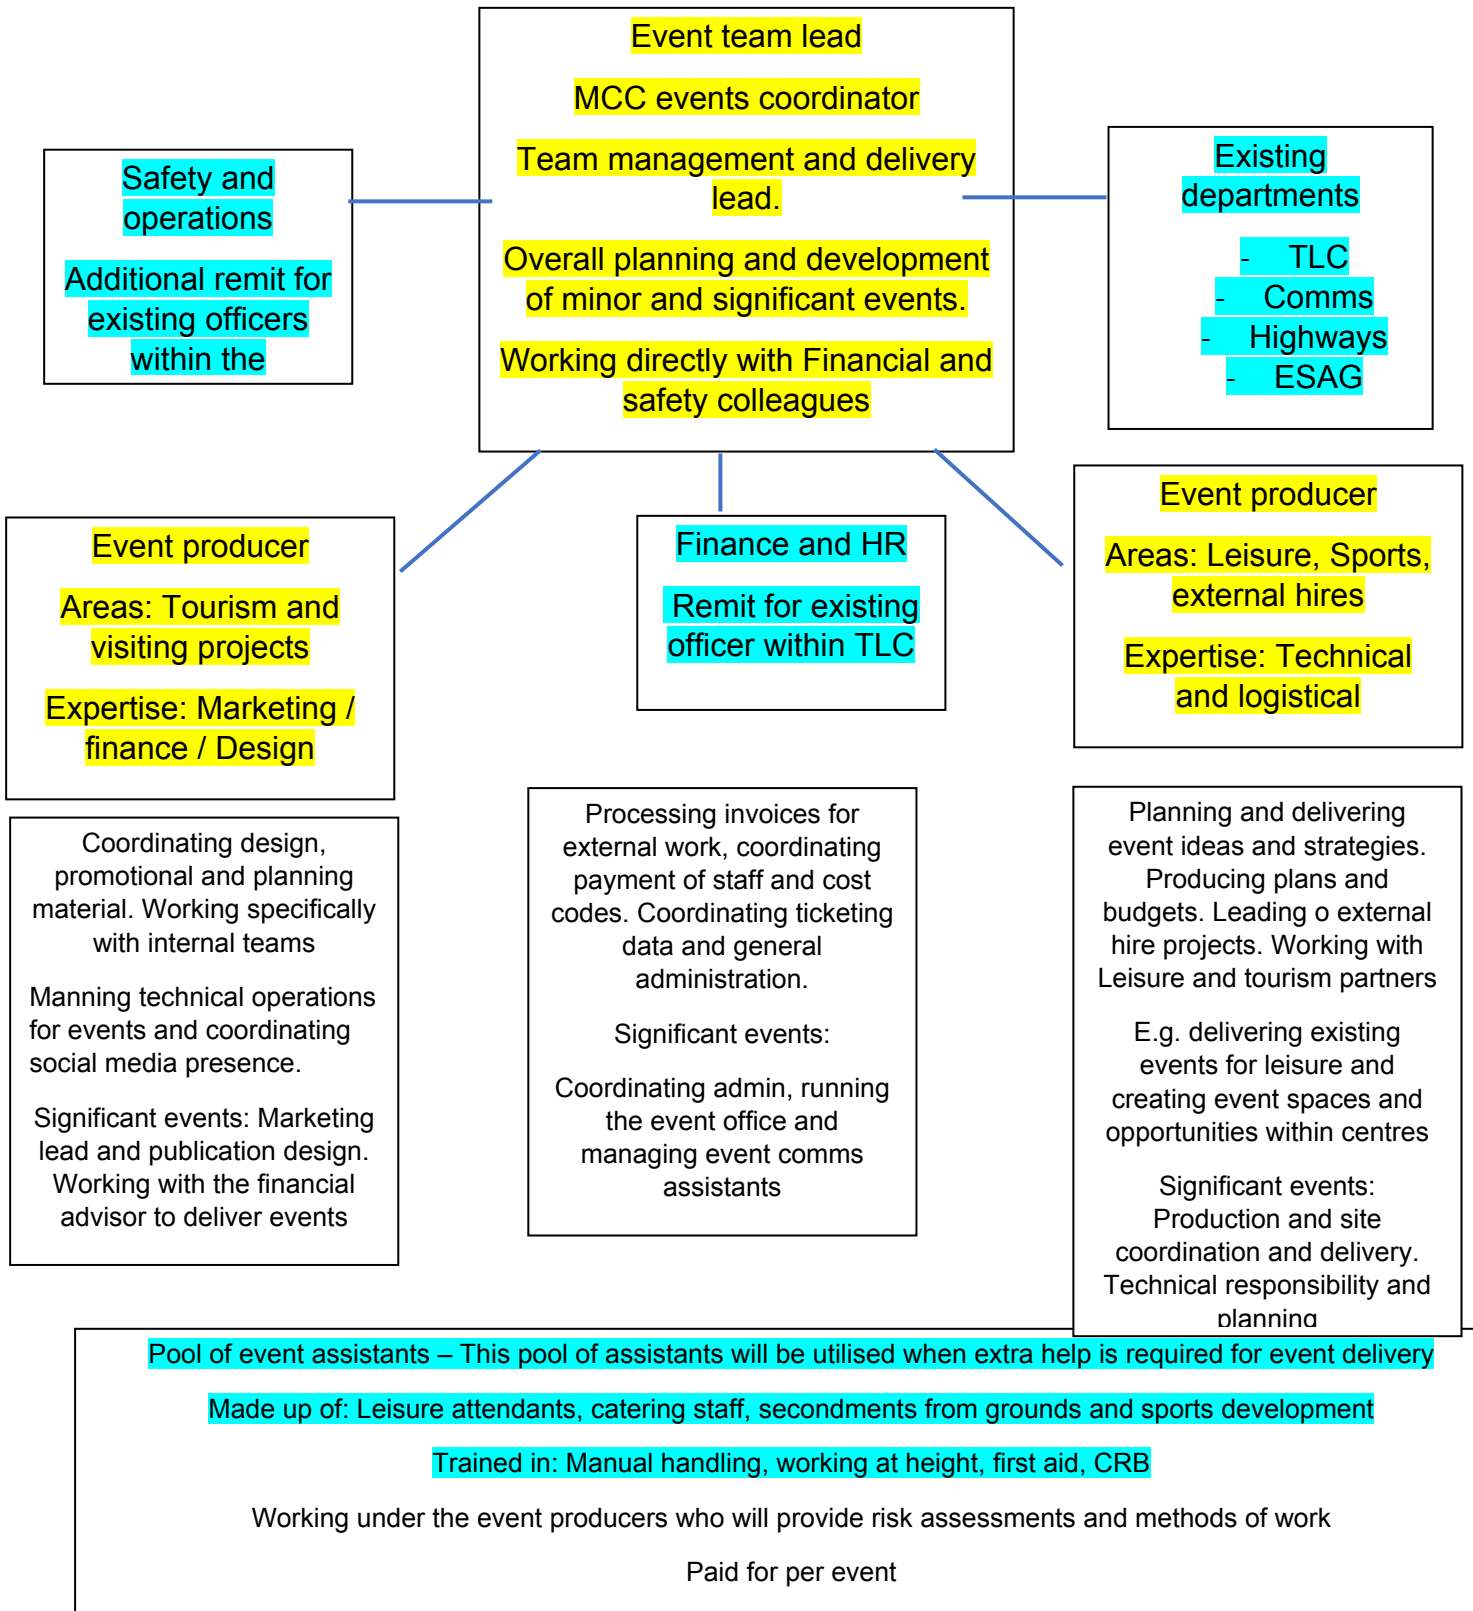 Event team lead
MCC events coordinator
Team management and delivery
lead.
Overall planning and development
of minor and significant events.
Working directly with Financial and
safety colleagues
Safety and
operations
Additional remit for
existing officers
within the
Existing
departments
- TLC
- Comms
- Highways
- ESAG
Event producer
Areas: Tourism and
visiting projects
Expertise: Marketing /
finance / Design
Finance and HR
Remit for existing
officer within TLC
Event producer
Areas: Leisure, Sports,
external hires
Expertise: Technical
and logistical
Coordinating design,
promotional and planning
material. Working specifically
with internal teams
Manning technical operations
for events and coordinating
social media presence.
Significant events: Marketing
lead and publication design.
Working with the financial
advisor to deliver events
Processing invoices for
external work, coordinating
payment of staff and cost
codes. Coordinating ticketing
data and general
administration.
Significant events:
Coordinating admin, running
the event office and
managing event comms
assistants
Planning and delivering
event ideas and strategies.
Producing plans and
budgets. Leading o external
hire projects. Working with
Leisure and tourism partners
E.g. delivering existing
events for leisure and
creating event spaces and
opportunities within centres
Significant events:
Production and site
coordination and delivery.
Technical responsibility and
planning
Pool of event assistants – This pool of assistants will be utilised when extra help is required for event delivery
Made up of: Leisure attendants, catering staff, secondments from grounds and sports development
Trained in: Manual handling, working at height, first aid, CRB
Working under the event producers who will provide risk assessments and methods of work
Paid for per event